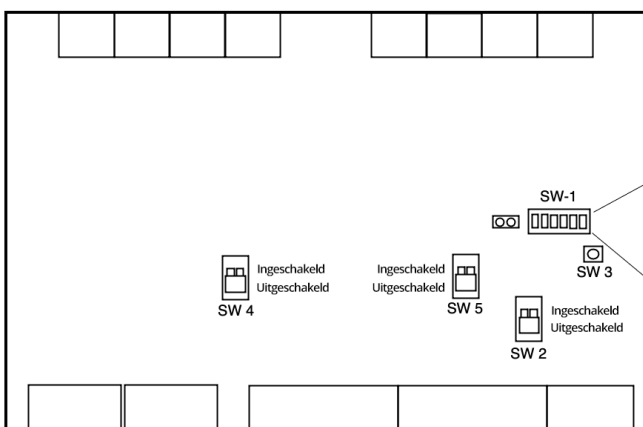 SW-1
SW 3
Ingeschakeld
Uitgeschakeld
SW 4
Ingeschakeld
Uitgeschakeld
SW 5
Ingeschakeld
Uitgeschakeld
SW 2